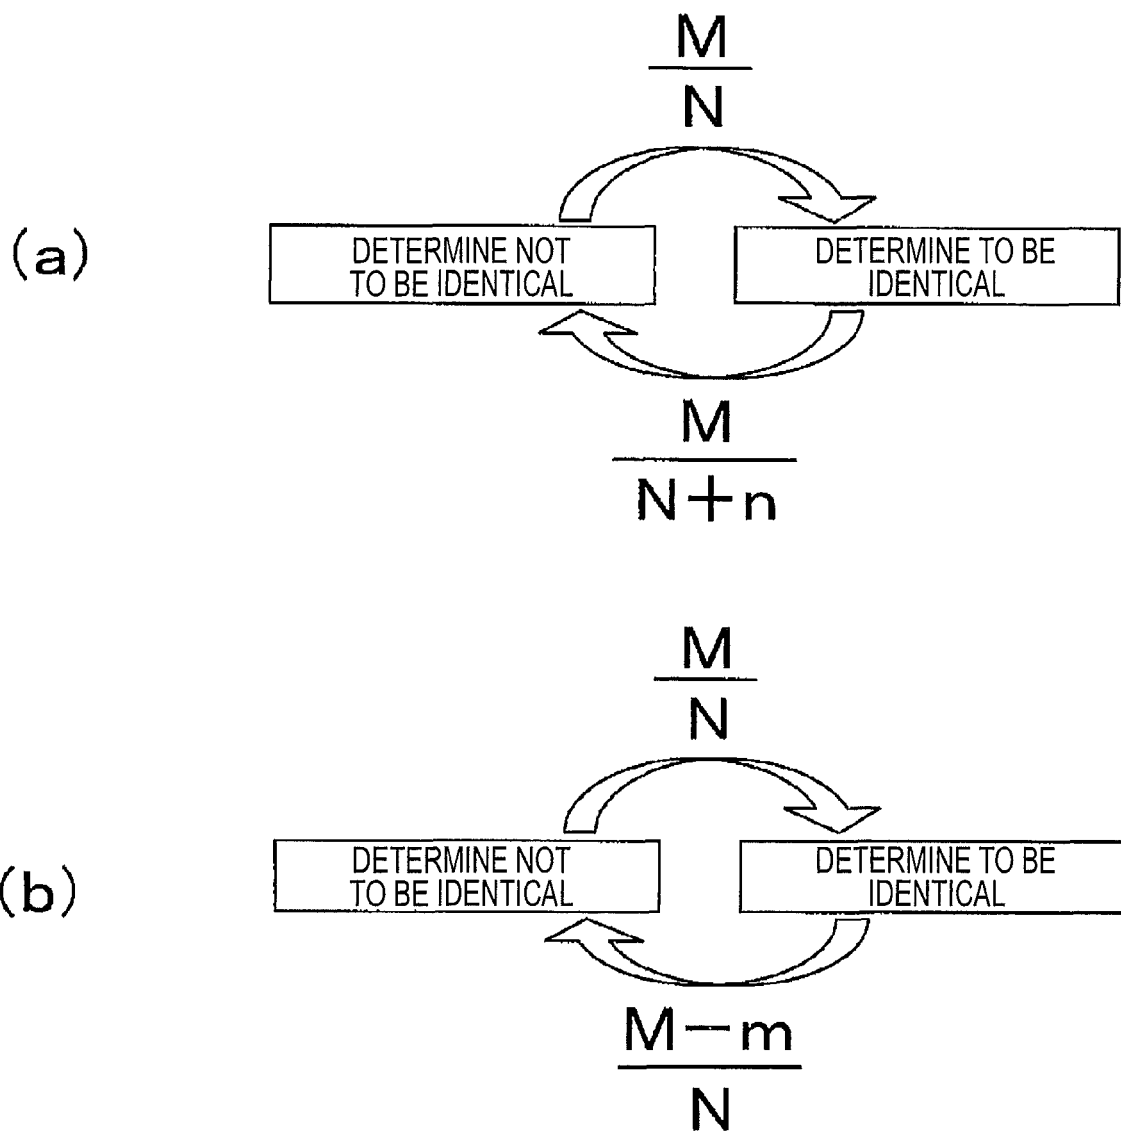 M
N
(a)
DETERMINE NOT
TO BE IDENTICAL
DETERMINE TO BE
IDENTICAL
M
N+n
M
N
(b)
DETERMINE NOT
TO BE IDENTICAL
DETERMINE TO BE
IDENTICAL
M−m
N